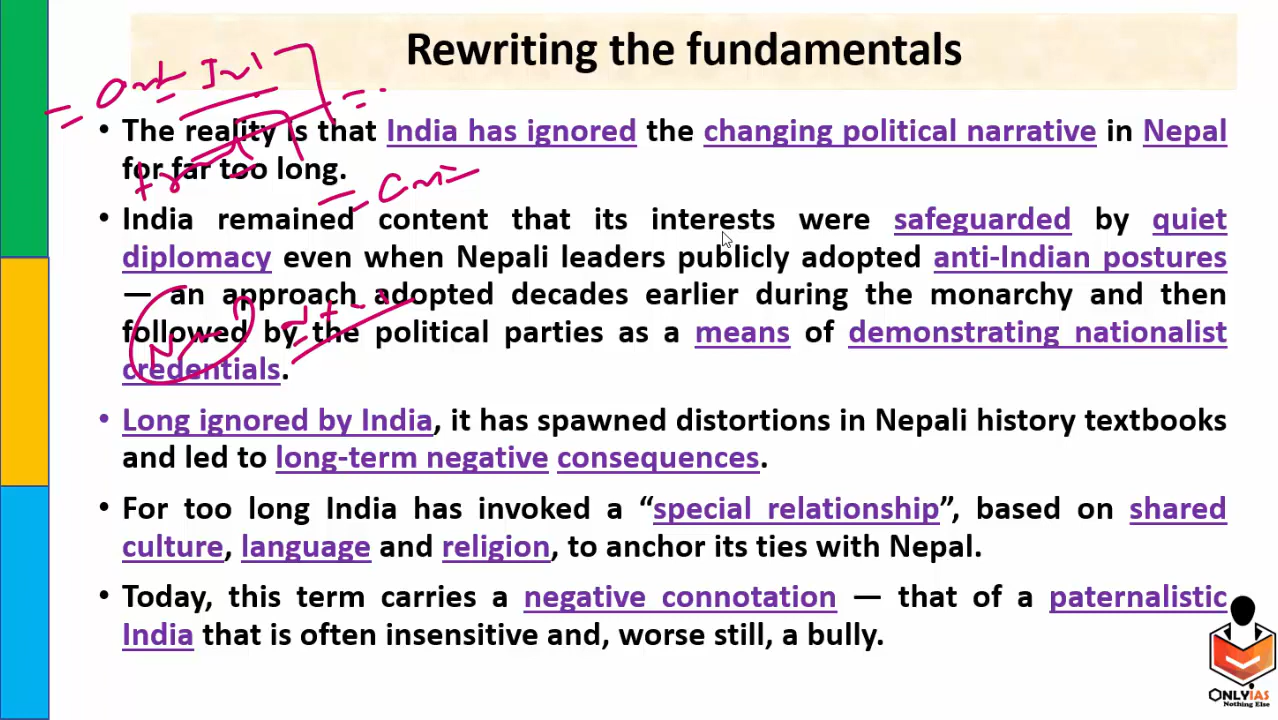 Rewriting the fundamentals
• The reality is that India has ignored the changing political narrative in Nepal
for far too long.
• India remained content that its interests were safeguarded by quiet
diplomacy even when Nepali leaders publicly adopted anti-Indian postures
— an approach adopted decades earlier during the monarchy and then
followed by the political parties as a means of demonstrating nationalist
credentials.
• Long ignored by India, it has spawned distortions in Nepali history textbooks
and led to long-term negative consequences.
• For too long India has invoked a “special relationship”, based on shared
culture, language and religion, to anchor its ties with Nepal.
• Today, this term carries a negative connotation — that of a paternalistic
India that is often insensitive and, worse still, a bully.
ONLYIAS
Nothing Else